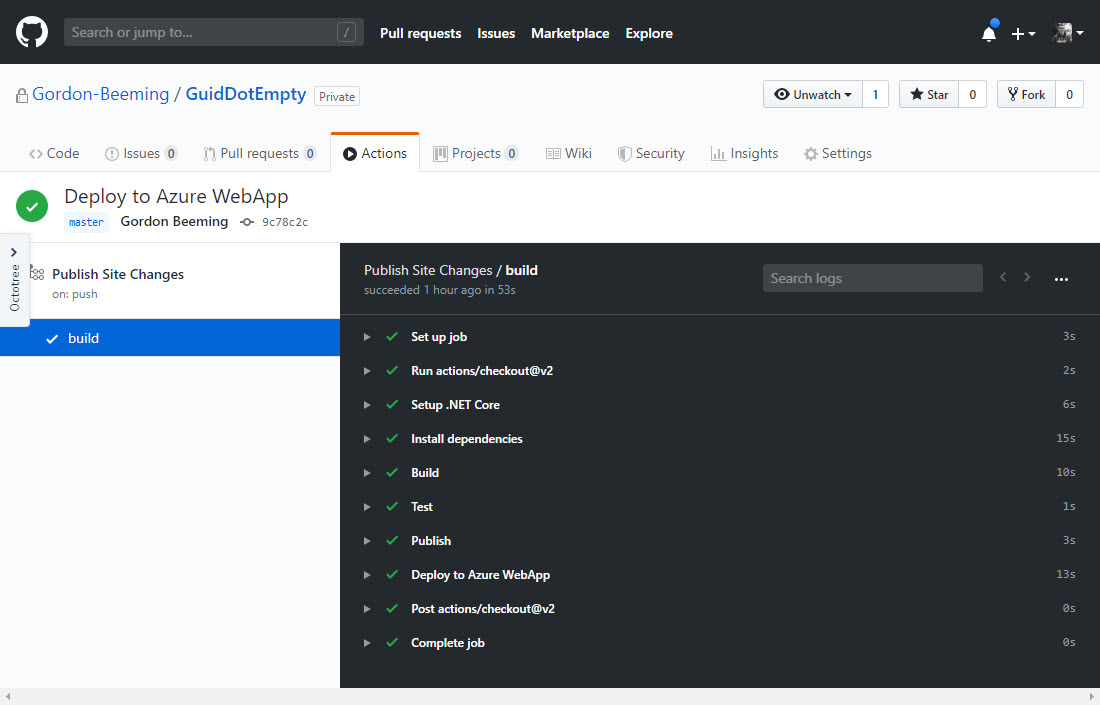 Search or jump to... / Pull requests Issues Marketplace Explore
Gordon-Beeming / GuidDotEmpty Private Unwatch 1 Star 0 Fork 0
Code Issues 0 Pull requests 0 Actions Projects 0 Wiki Security Insights Settings
Deploy to Azure WebApp
master Gordon Beeming 9c78c2c
Octotree
Publish Site Changes
on: push
build
Publish Site Changes / build
succeeded 1 hour ago in 53s
Search logs
Set up job 3s
Run actions/checkout@v2 2s
Setup .NET Core 6s
Install dependencies 15s
Build 10s
Test 1s
Publish 3s
Deploy to Azure WebApp 13s
Post actions/checkout@v2 0s
Complete job 0s